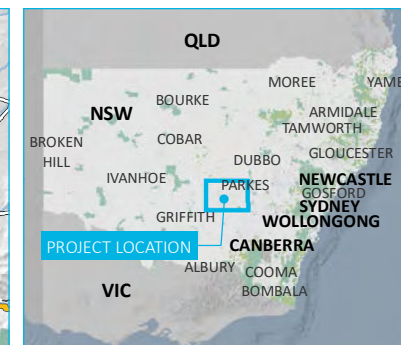 QLD
MOREE
YAMB
BOURKE
NSW
ARMIDALE
TAMWORTH
BROKEN
HILL
COBAR
GLOUCESTER
DUBBO
IVANHOE
PARKES
NEWCASTLE
GOSFORD
SYDNEY
GRIFFITH
WOLLONGONG
PROJECT LOCATION
CANBERRA
ALBURY
COOMA
VIC
BOMBALA